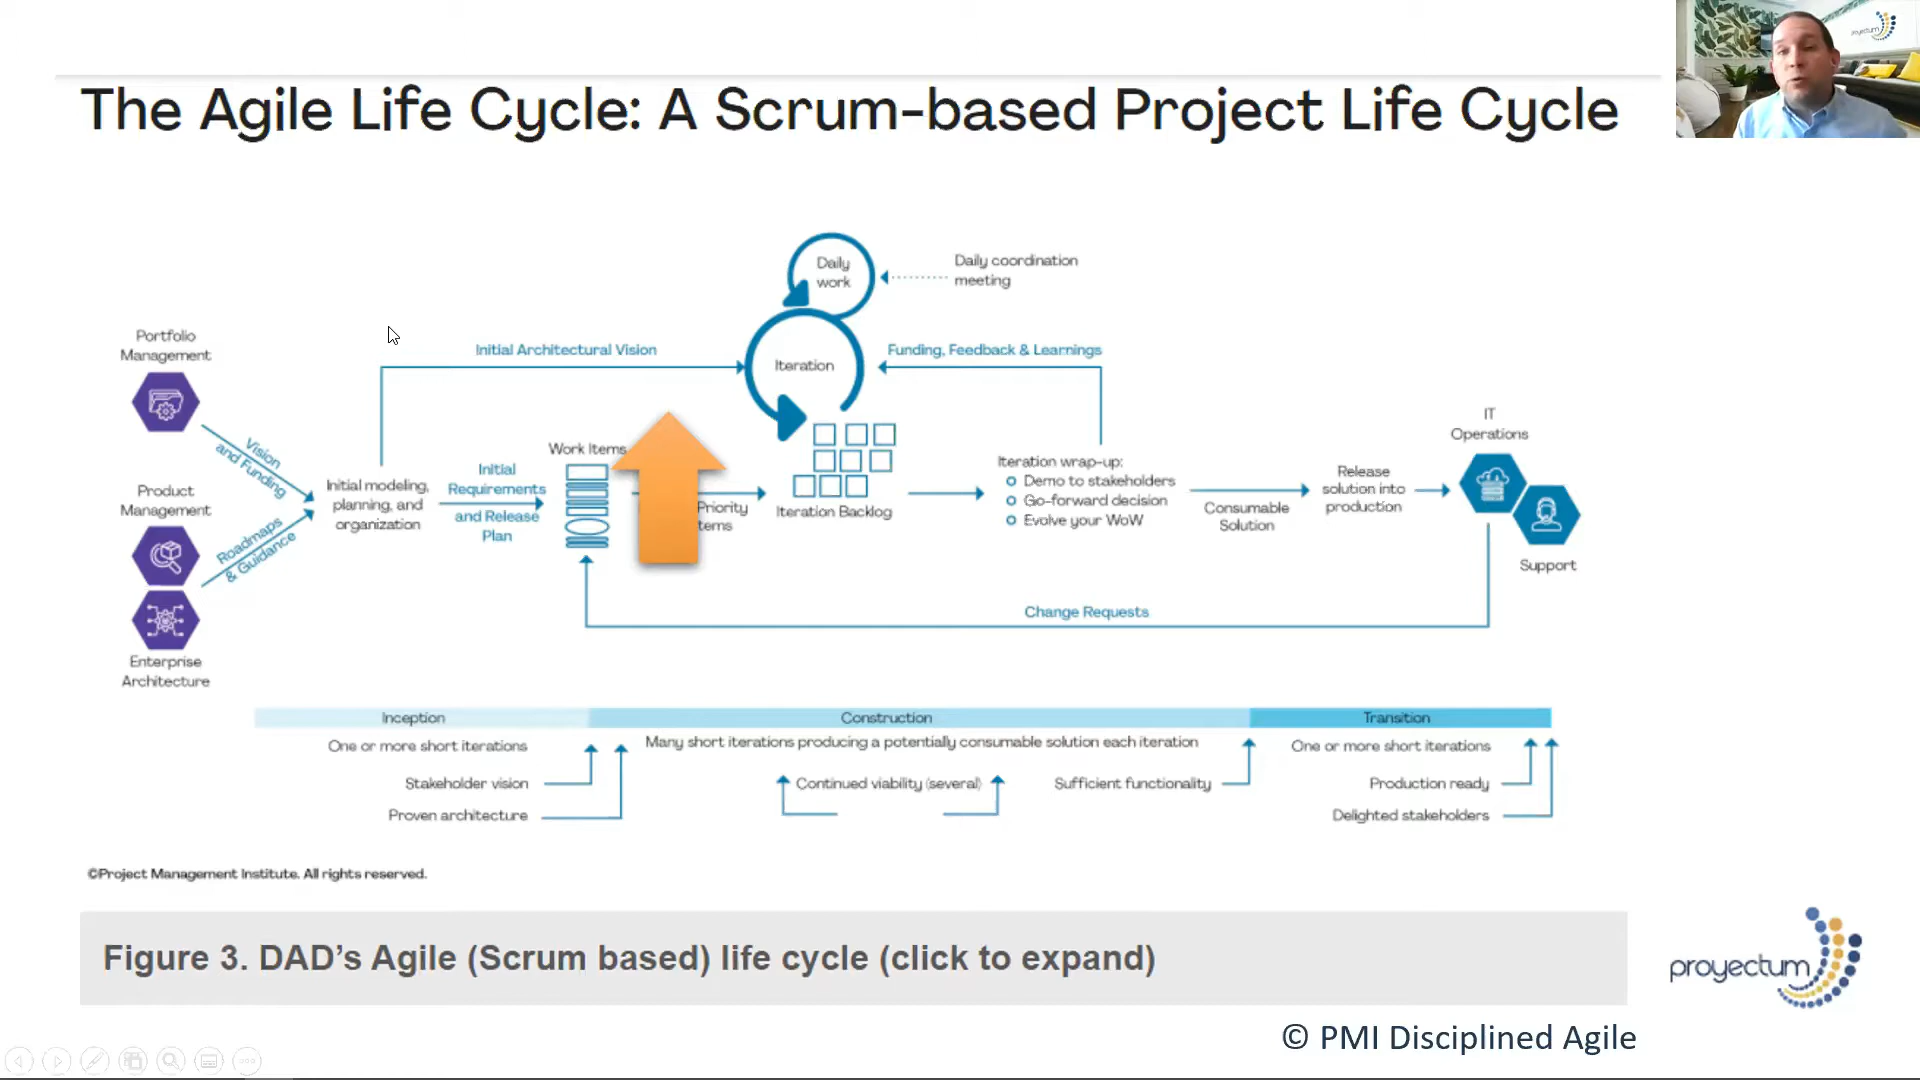 The Agile Life Cycle: A Scrum-based Project Life Cycle
proyectum
Daily
work
Daily coordination
meeting
Portfolio
Management
Initial Architectural Vision
Iteration
Funding, Feedback & Learnings
Vision
and Funding
Product
Management
Roadmaps
& Guidance
Enterprise
Architecture
Initial modeling,
planning, and
organization
Initial
Requirements
and Release
Plan
Work Items
Priority
Iteration Backlog
Iteration wrap-up:
Demo to stakeholders
Go-forward decision
Evolve your WoW
Consumable
Solution
Release
solution into
production
IT
Operations
Support
Change Requests
Inception
Construction
Transition
One or more short iterations
Stakeholder vision
Proven architecture
Many short iterations producing a potentially consumable solution each iteration
Continued viability (several)
Sufficient functionality
One or more short iterations
Production ready
Delighted stakeholders
©Project Management Institute. All rights reserved.
Figure 3. DAD's Agile (Scrum based) life cycle (click to expand)
proyectum
© PMI Disciplined Agile